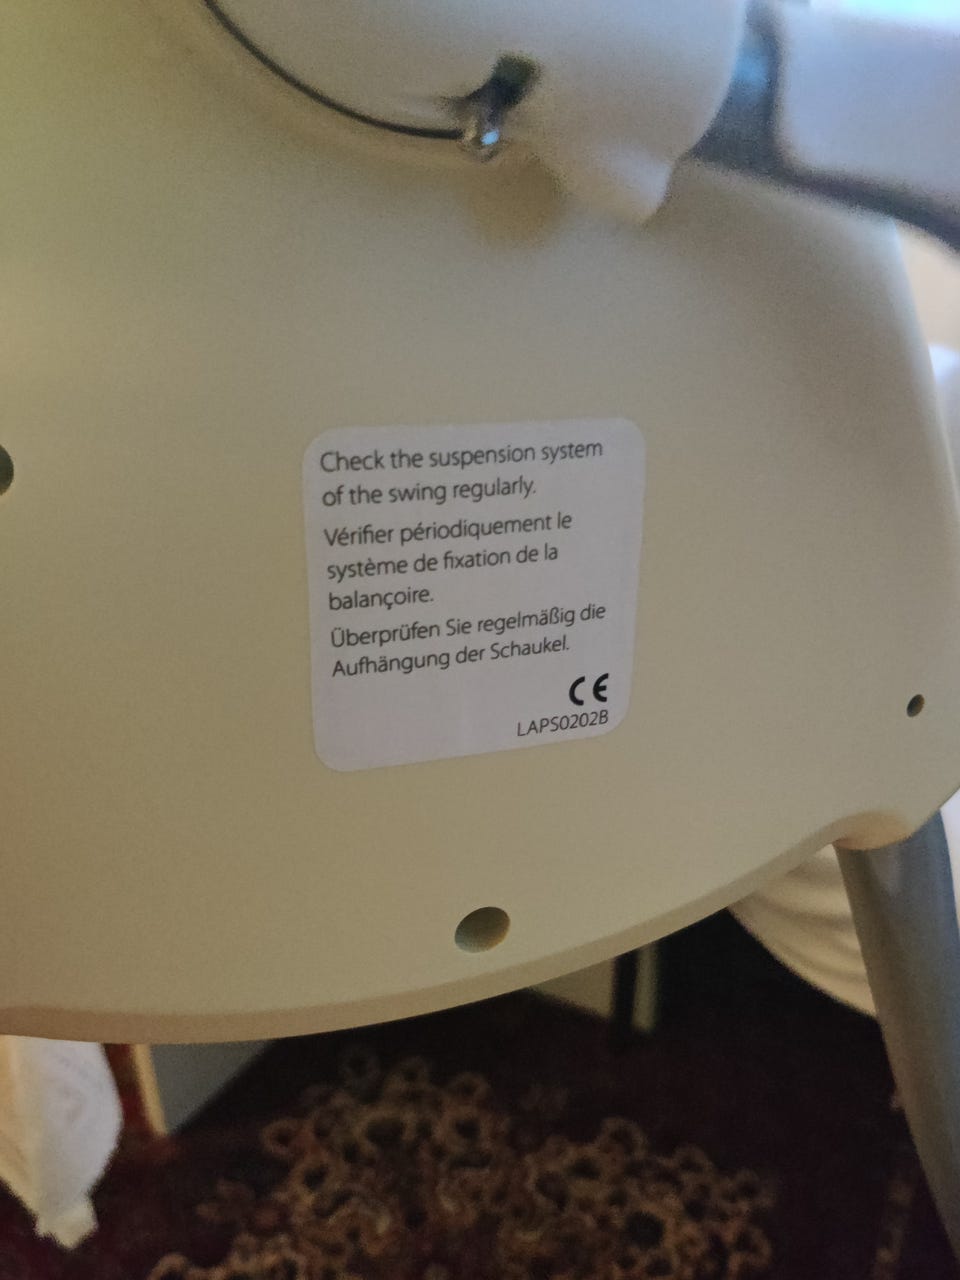 Check the suspension system
of the swing regularly.
Vérifier périodiquement le
système de fixation de la
balançoire.
Überprüfen Sie regelmäßig die
Aufhängung der Schaukel.
CE
LAPS0202B